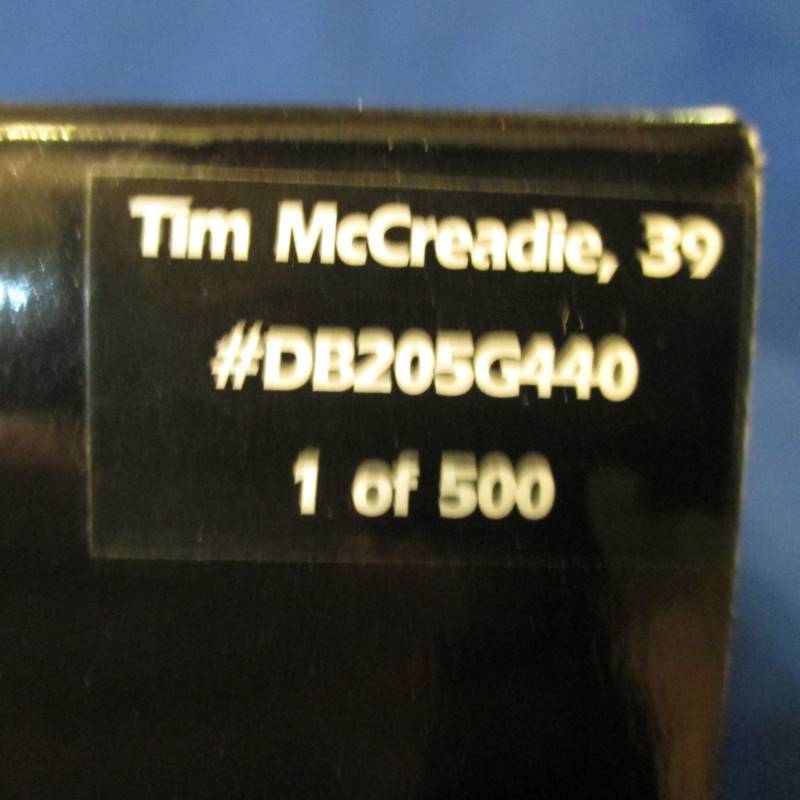 Tim McCreadie, 39
#DB205G440
1 of 500